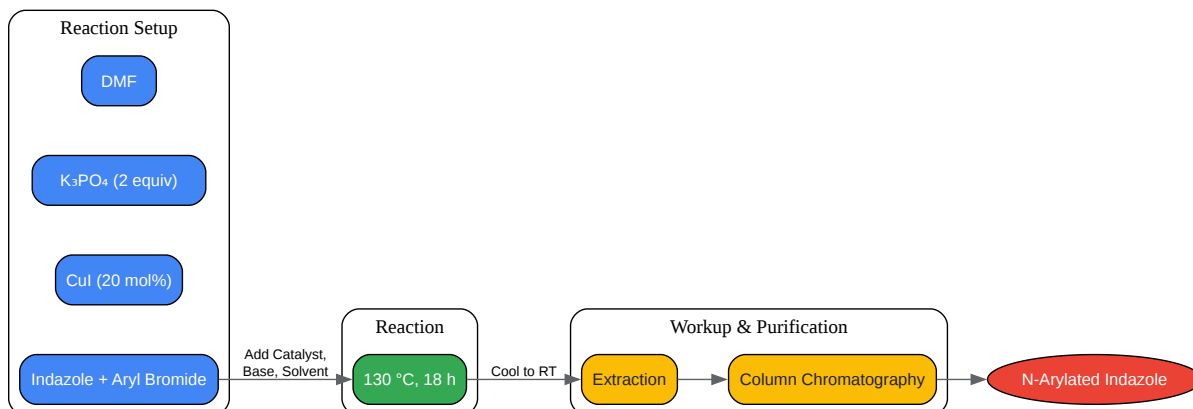 Reaction Setup
DMF
K₃PO₄ (2 equiv)
CuI (20 mol%)
Indazole + Aryl Bromide
Add Catalyst,
Base, Solvent
Reaction
130 °C, 18 h
Cool to RT
Workup & Purification
Extraction
Column Chromatography
N-Arylated Indazole